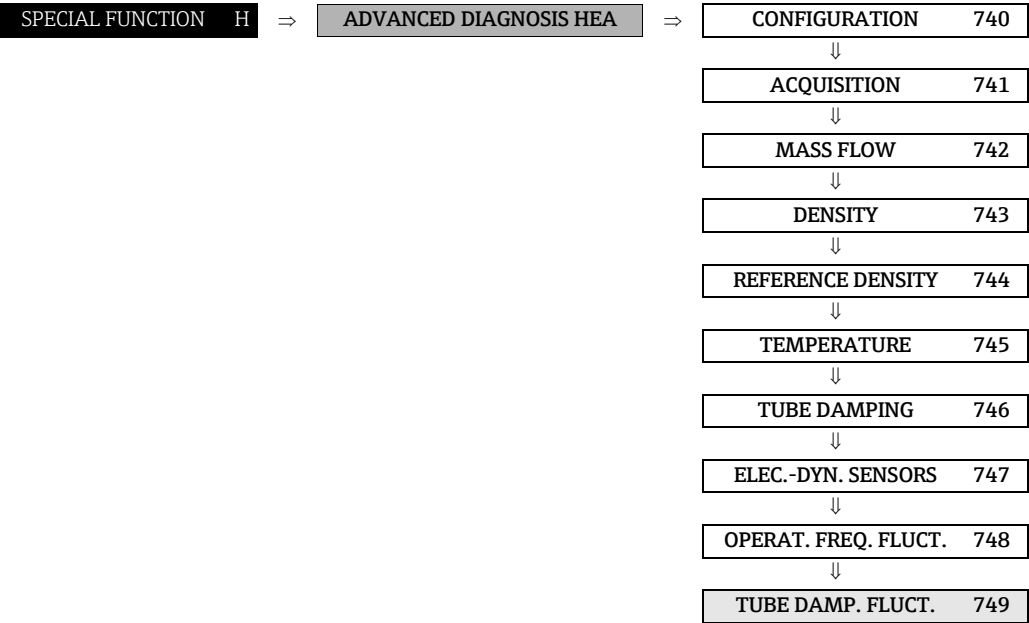 SPECIAL FUNCTION H ⇒ ADVANCED DIAGNOSIS HEA ⇒ CONFIGURATION 740
⇓
ACQUISITION 741
⇓
MASS FLOW 742
⇓
DENSITY 743
⇓
REFERENCE DENSITY 744
⇓
TEMPERATURE 745
⇓
TUBE DAMPING 746
⇓
ELEC.-DYN. SENSORS 747
⇓
OPERAT. FREQ. FLUCT. 748
⇓
TUBE DAMP. FLUCT. 749